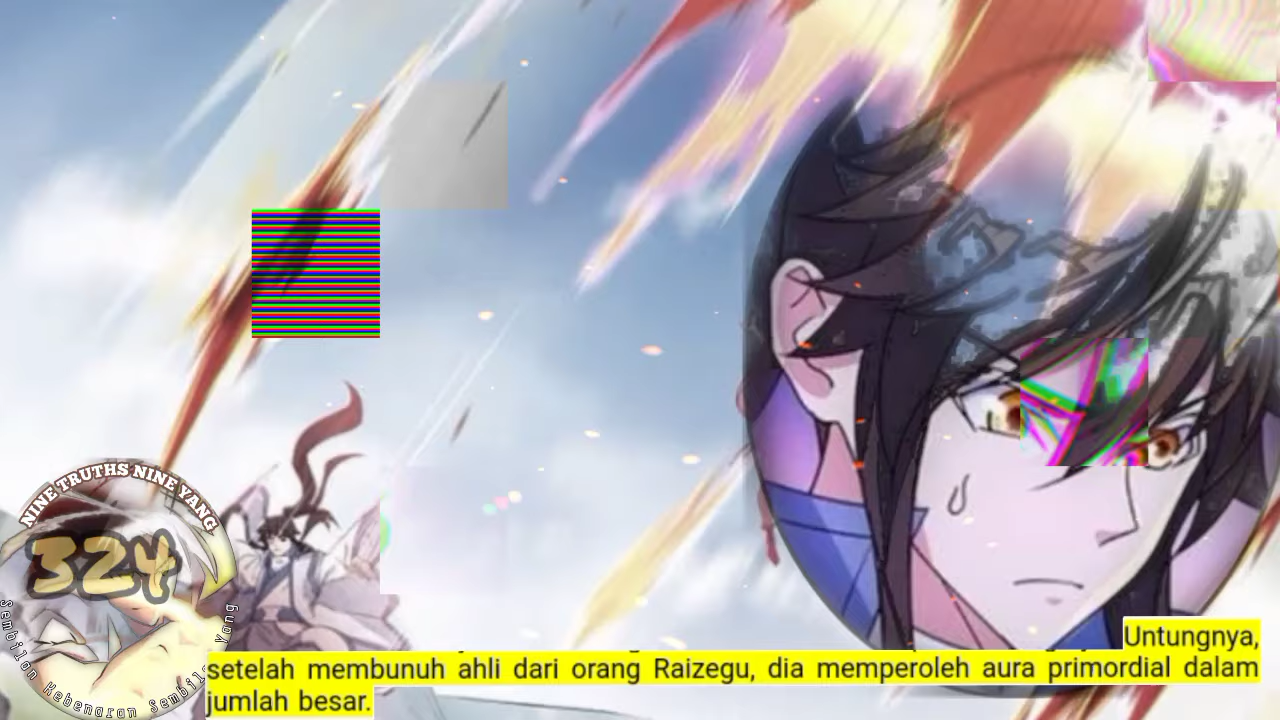 NINE TRUTHS NINE YANG
324
Sembilan Kebenaran Sembil
Yang
Untungnya,
setelah membunuh ahli dari orang Raizegu, dia memperoleh aura primordial dalam
jumlah besar.